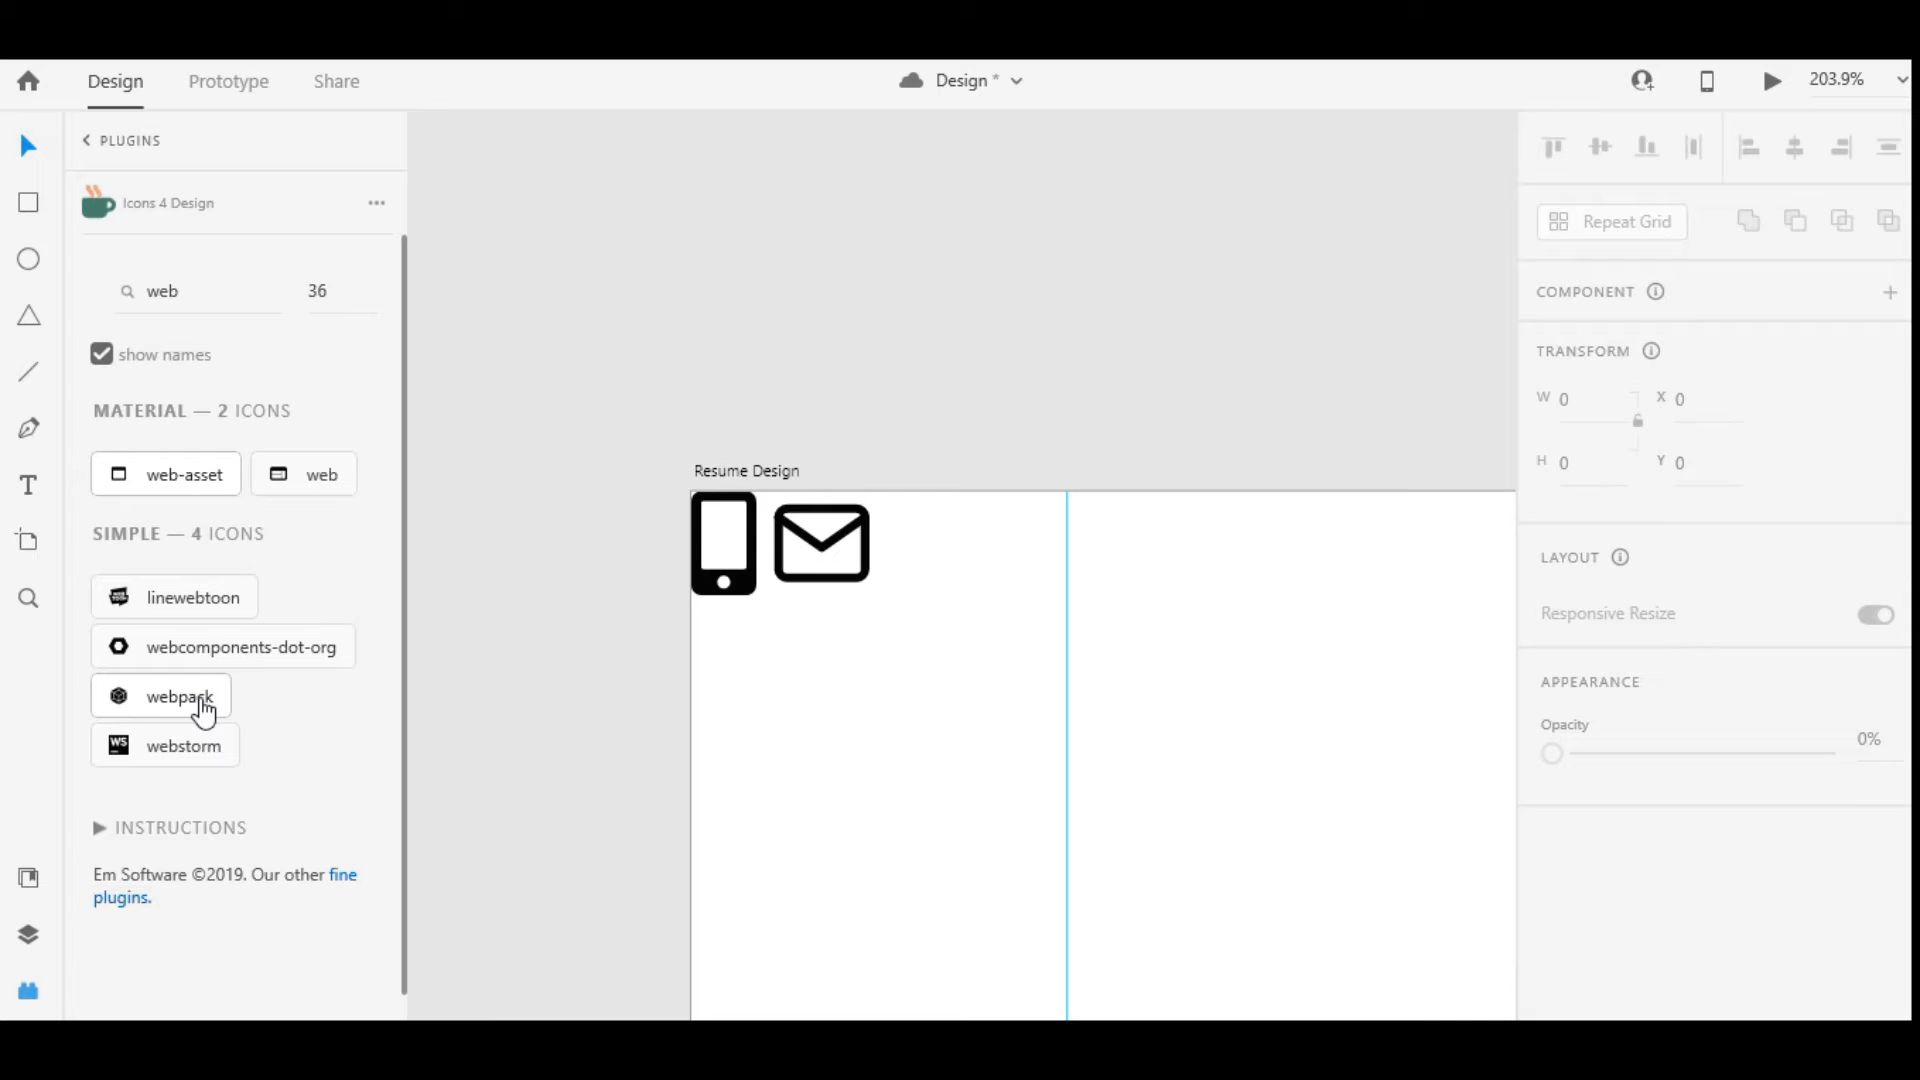 Design
Prototype
Share
Design *
203.9%
PLUGINS
Icons 4 Design
web
36
show names
MATERIAL — 2 ICONS
web-asset
web
SIMPLE — 4 ICONS
linewebtoon
webcomponents-dot-org
webpack
WS
webstorm
INSTRUCTIONS
Em Software ©2019. Our other fine
plugins.
Resume Design
Repeat Grid
COMPONENT
TRANSFORM
W 0
X 0
H 0
Y 0
LAYOUT
Responsive Resize
APPEARANCE
Opacity
0%